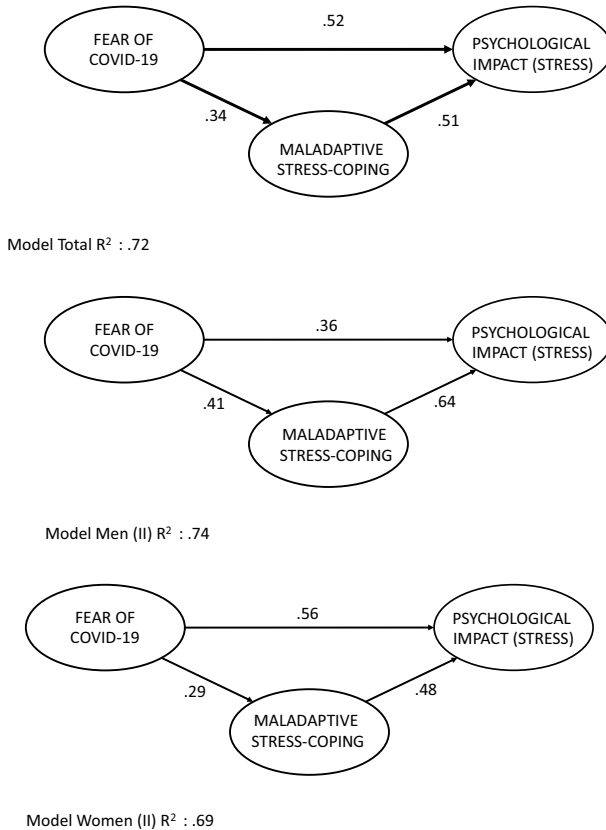 .52
FEAR OF
COVID-19
PSYCHOLOGICAL
IMPACT (STRESS)
.34
.51
MALADAPTIVE
STRESS-COPING
Model Total R² : .72
FEAR OF
COVID-19
.36
PSYCHOLOGICAL
IMPACT (STRESS)
.41
.64
MALADAPTIVE
STRESS-COPING
Model Men (II) R² : .74
FEAR OF
COVID-19
.56
PSYCHOLOGICAL
IMPACT (STRESS)
.29
.48
MALADAPTIVE
STRESS-COPING
Model Women (II) R² : .69